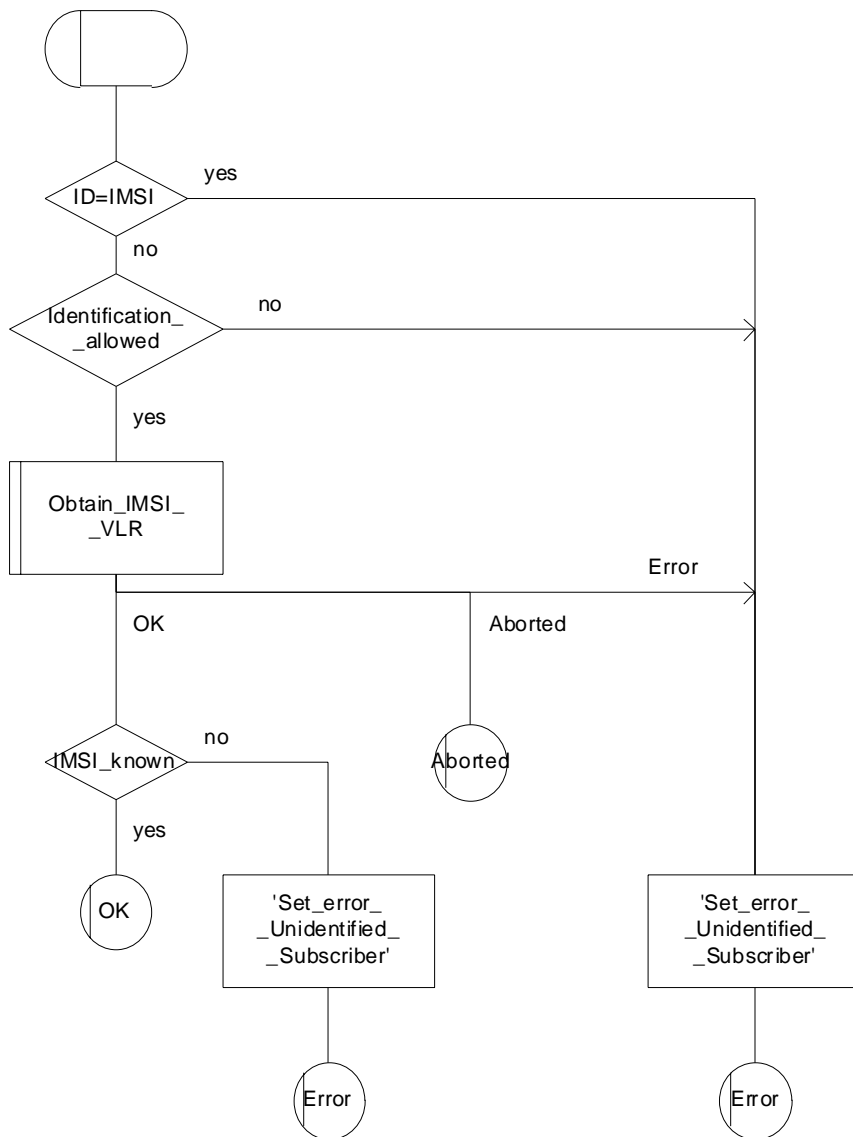 yes
ID=IMSI
no
Identification_
_allowed
no
yes
Obtain_IMSI_
_VLR
Error
OK
Aborted
no
IMSI_known
Aborted
yes
OK
'Set_error_
_Unidentified_
_Subscriber'
'Set_error_
_Unidentified_
_Subscriber'
Error
Error